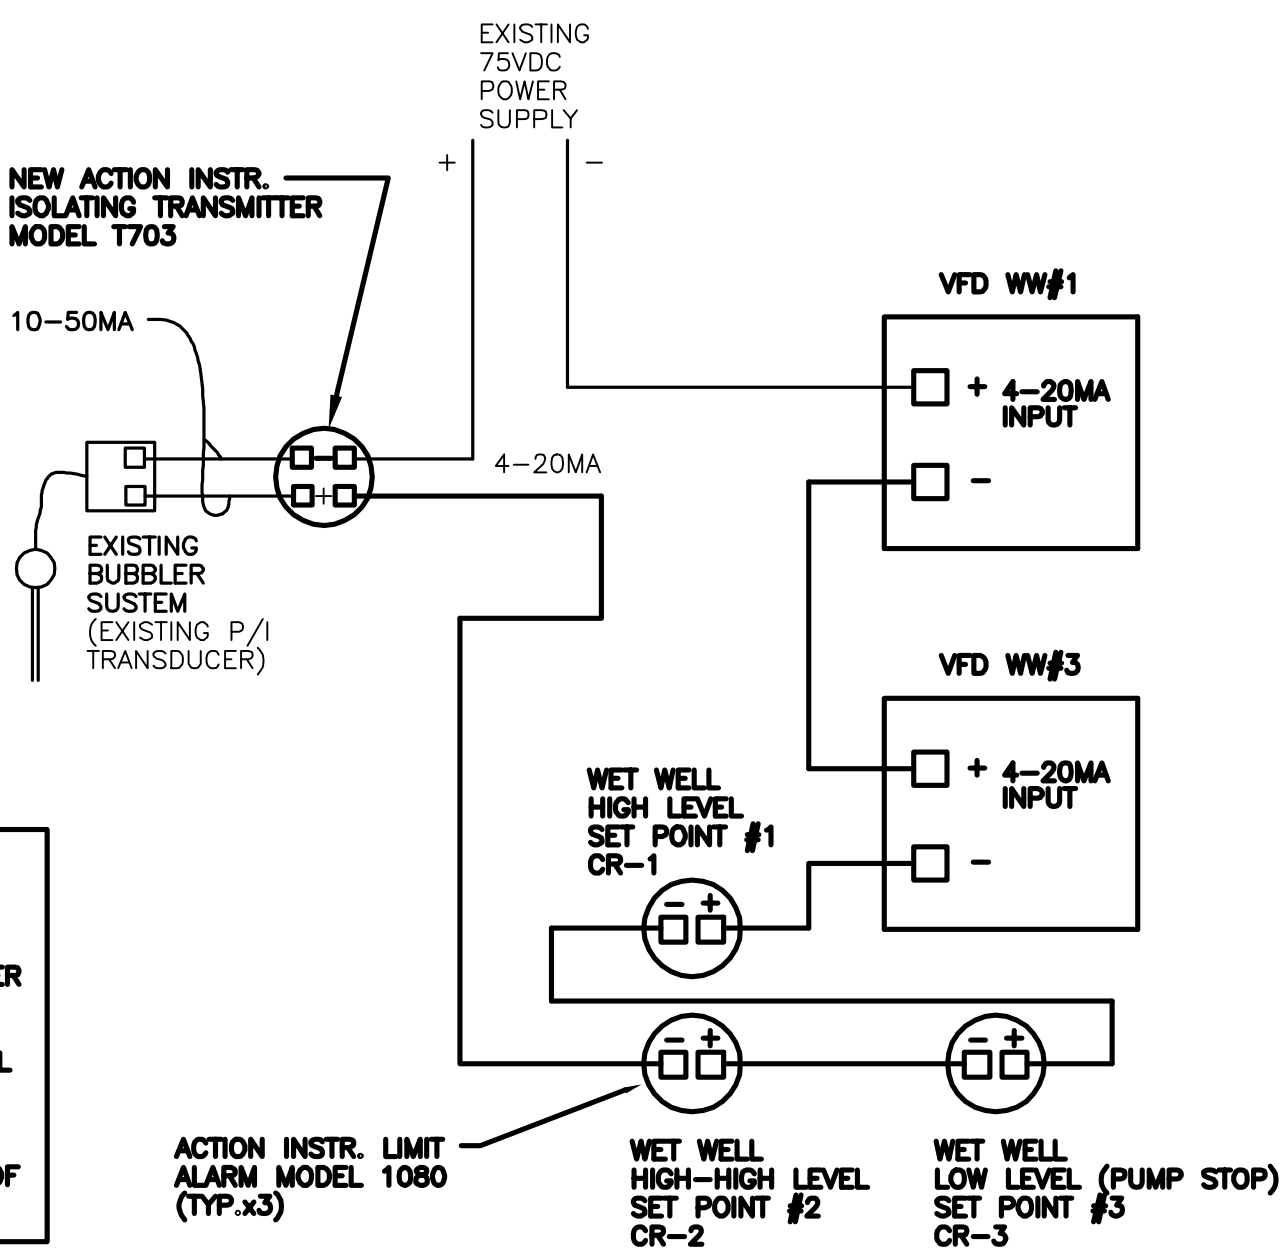 EXISTING
75VDC
POWER
SUPPLY
+
−
NEW ACTION INSTR.
ISOLATING TRANSMITTER
MODEL T703
10−50MA
VFD WW#1
+ 4−20MA
INPUT
−
−
+
4−20MA
EXISTING
BUBBLER
SUSTEM
(EXISTING P/I
TRANSDUCER)
VFD WW#3
+ 4−20MA
INPUT
−
WET WELL
HIGH LEVEL
SET POINT #1
CR−1
− +
− +
− +
ACTION INSTR. LIMIT
ALARM MODEL 1080
(TYP.x3)
WET WELL
HIGH−HIGH LEVEL
SET POINT #2
CR−2
WET WELL
LOW LEVEL (PUMP STOP)
SET POINT #3
CR−3